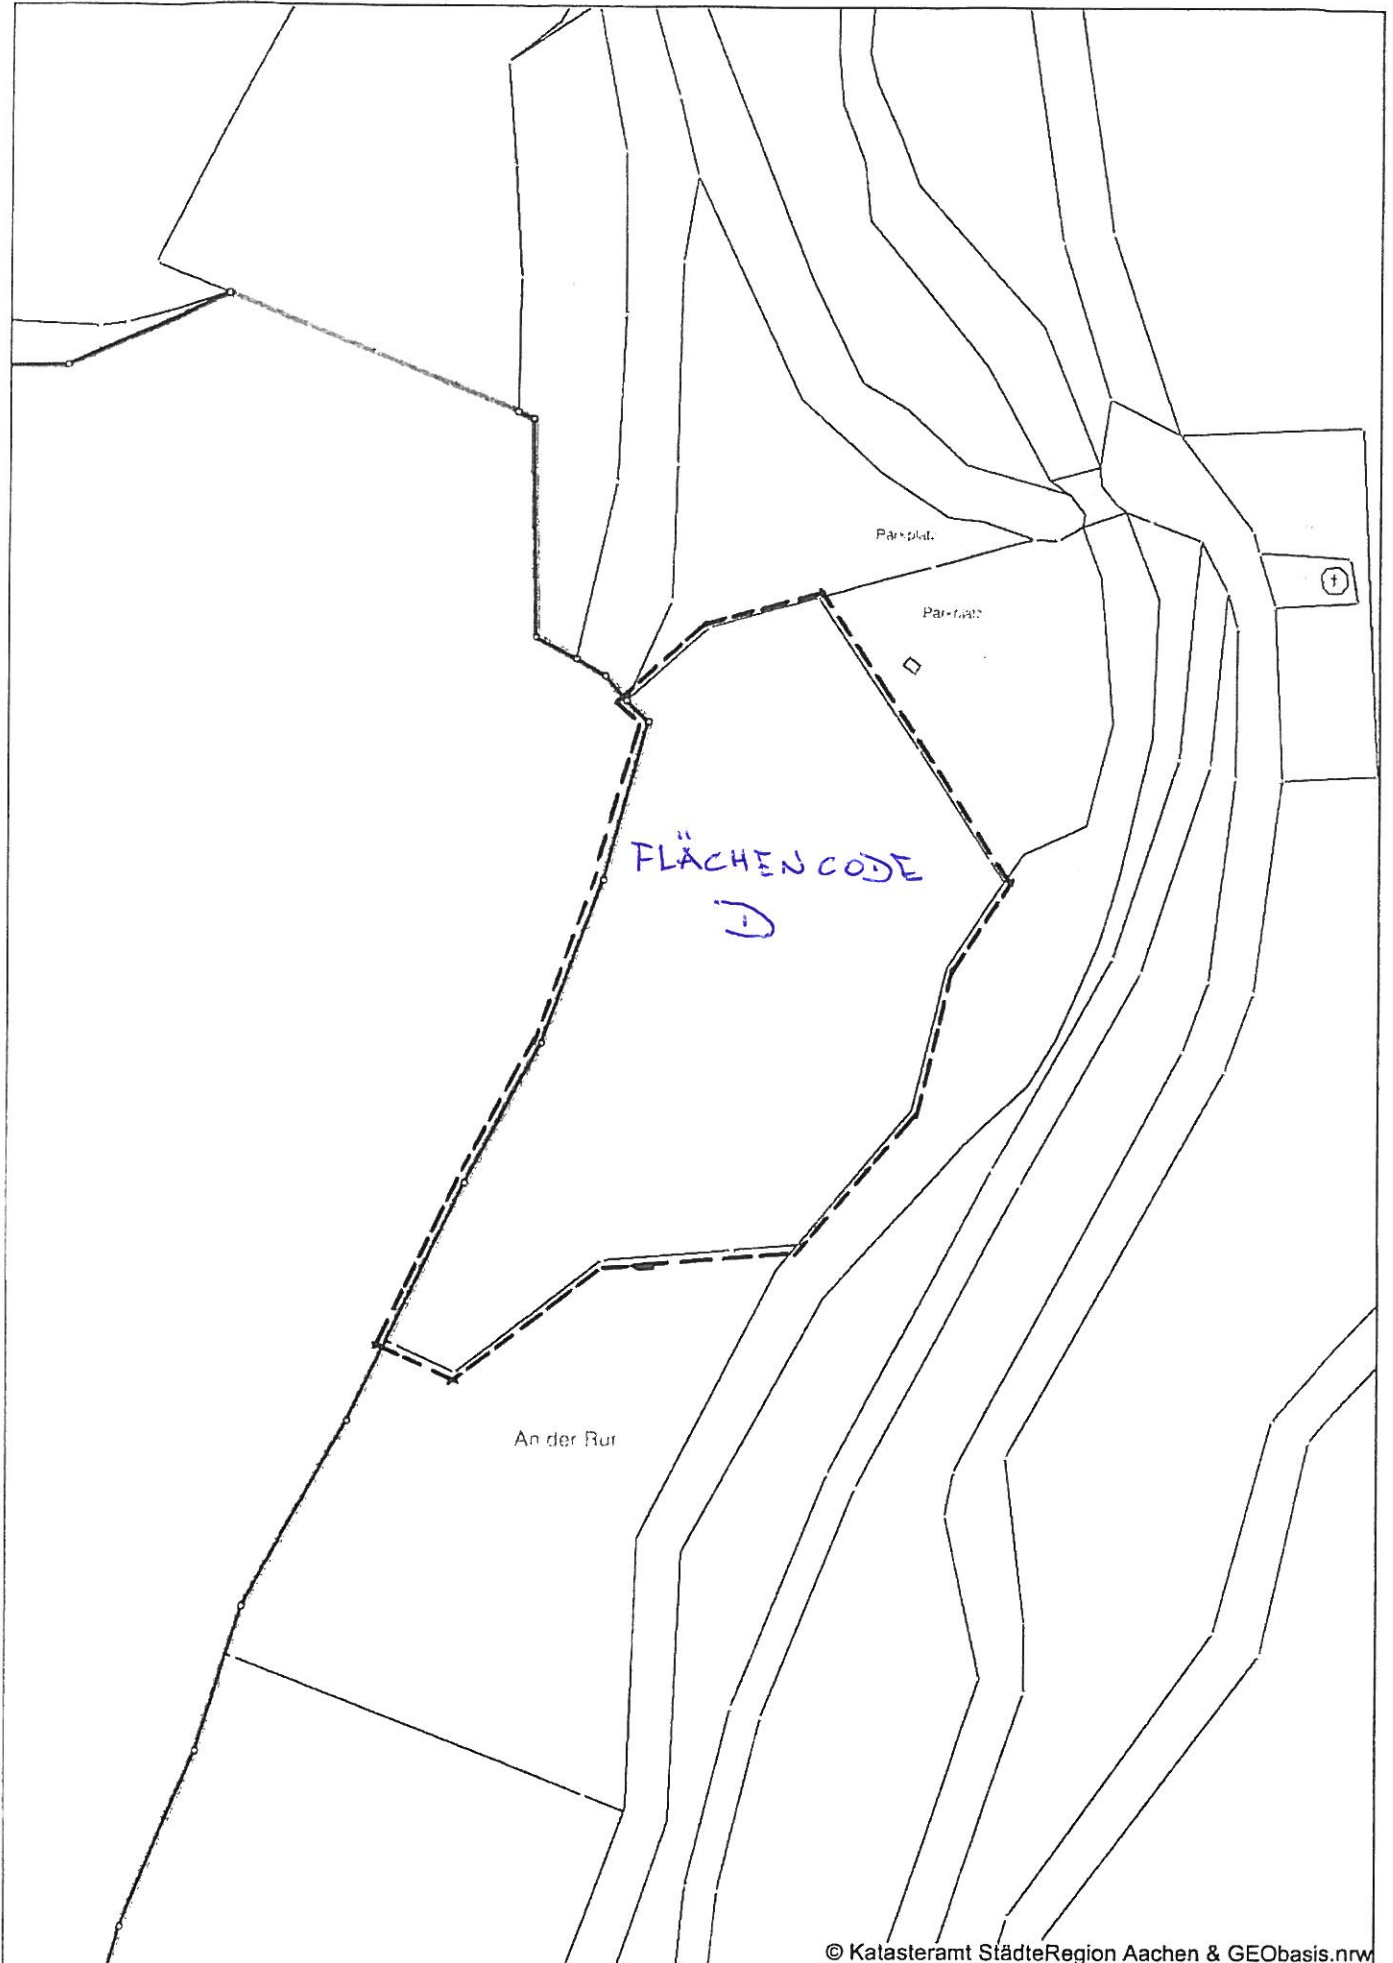 Parkplatz
Parkplatz
FLÄCHENCODE
D
An der Rur
© Katasteramt StädteRegion Aachen & GEObasis.nrw